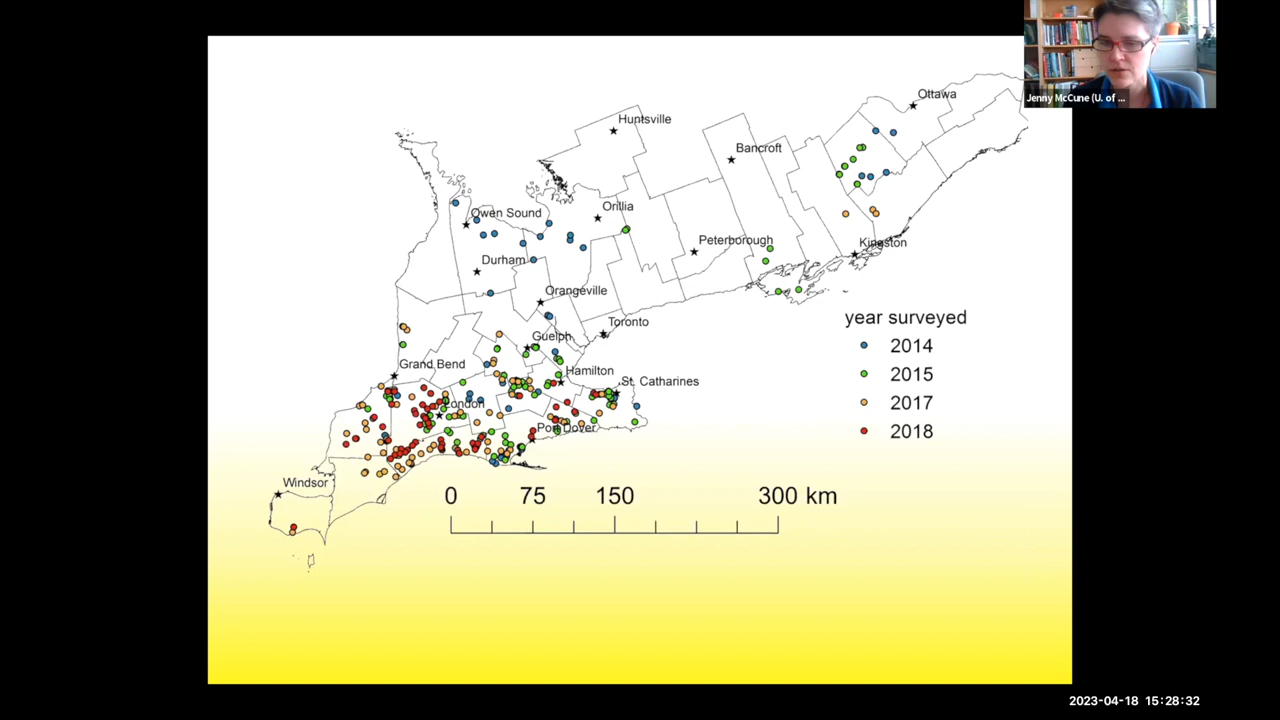 Jenny McCune (U. of ...
Ottawa
Huntsville
Bancroft
Orillia
Owen Sound
Peterborough
Kingston
Durham
Orangeville
Toronto
Guelph
Grand Bend
Hamilton
St. Catharines
London
Port Dover
Windsor
year surveyed
2014
2015
2017
2018
0 75 150 300 km
2023-04-18 15:28:32